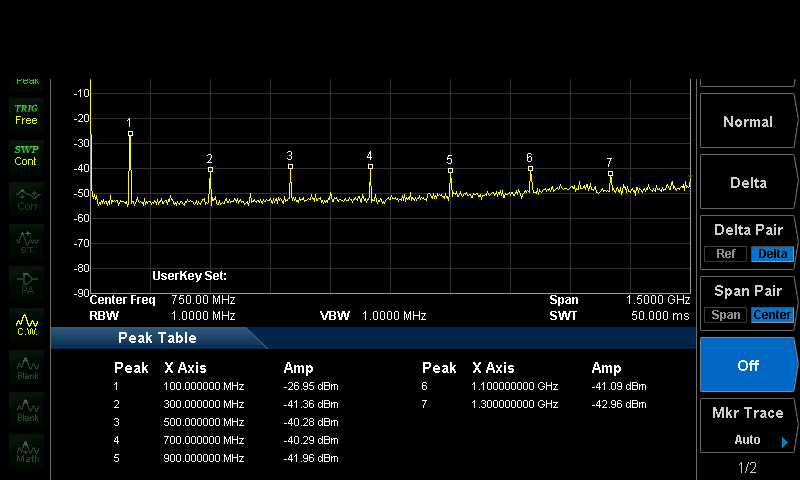 Peak
TRIG
Free
SWP
Cont
Corr
S.T.
PA
C.W.
Blank
Blank
Math
-10
-20
-30
-40
-50
-60
-70
-80
-90
1
2
3
4
5
6
7
UserKey Set:
Center Freq 750.00 MHz Span 1.5000 GHz
RBW 1.0000 MHz VBW 1.0000 MHz SWT 50.000 ms
Peak Table
Peak X Axis Amp Peak X Axis Amp
1 100.000000 MHz -26.95 dBm 6 1.100000000 GHz -41.09 dBm
2 300.000000 MHz -41.36 dBm 7 1.300000000 GHz -42.96 dBm
3 500.000000 MHz -40.28 dBm
4 700.000000 MHz -40.29 dBm
5 900.000000 MHz -41.96 dBm
Normal
Delta
Delta Pair
Ref Delta
Span Pair
Span Center
Off
Mkr Trace
Auto
1/2